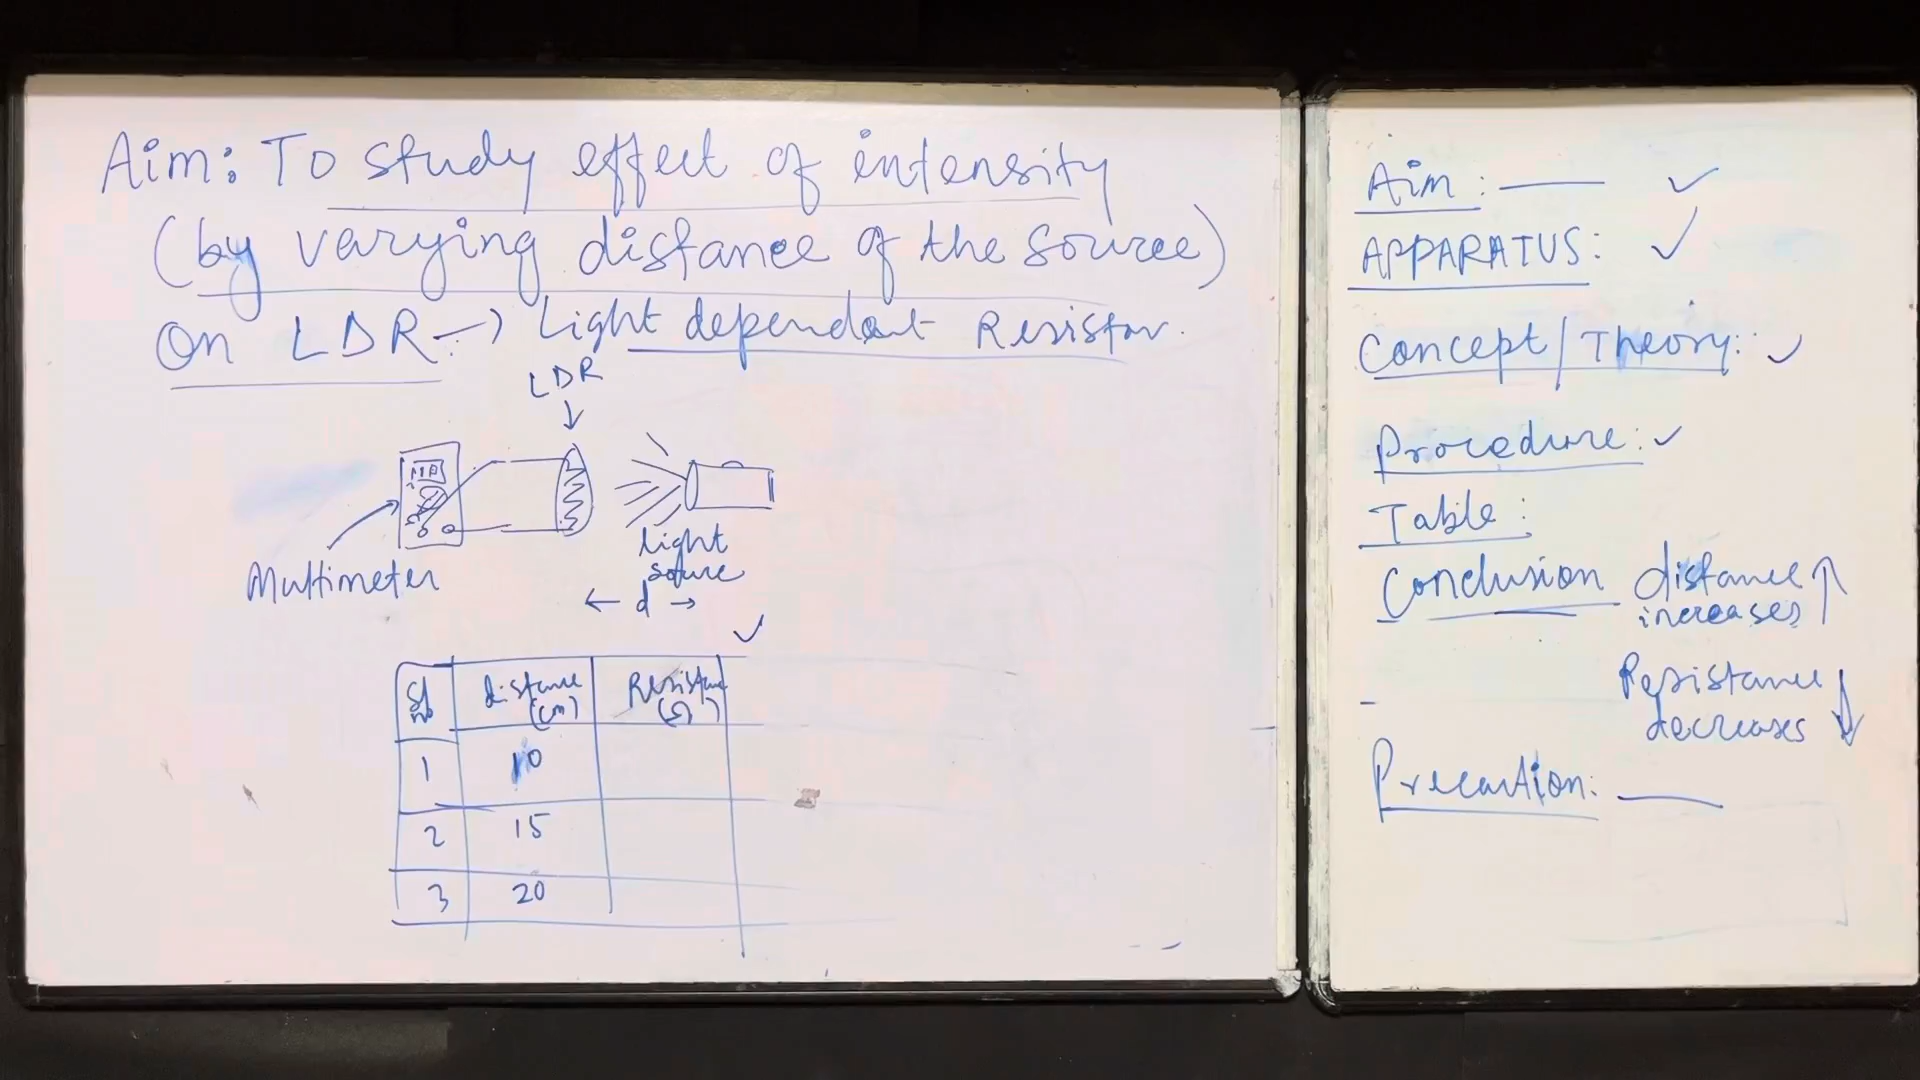 Aim: To study effect of intensity
(by varying distance of the source)
On LDR → Light dependent Resistor.
LDR
Multimeter
light
source
← d →
Sl no distance (cm) Resistance (Ω)
1 10
2 15
3 20
Aim :
APPARATUS:
Concept/Theory:
Procedure:
Table:
Conclusion distance ↑
increases
Resistance ↓
decreases
Precaution: